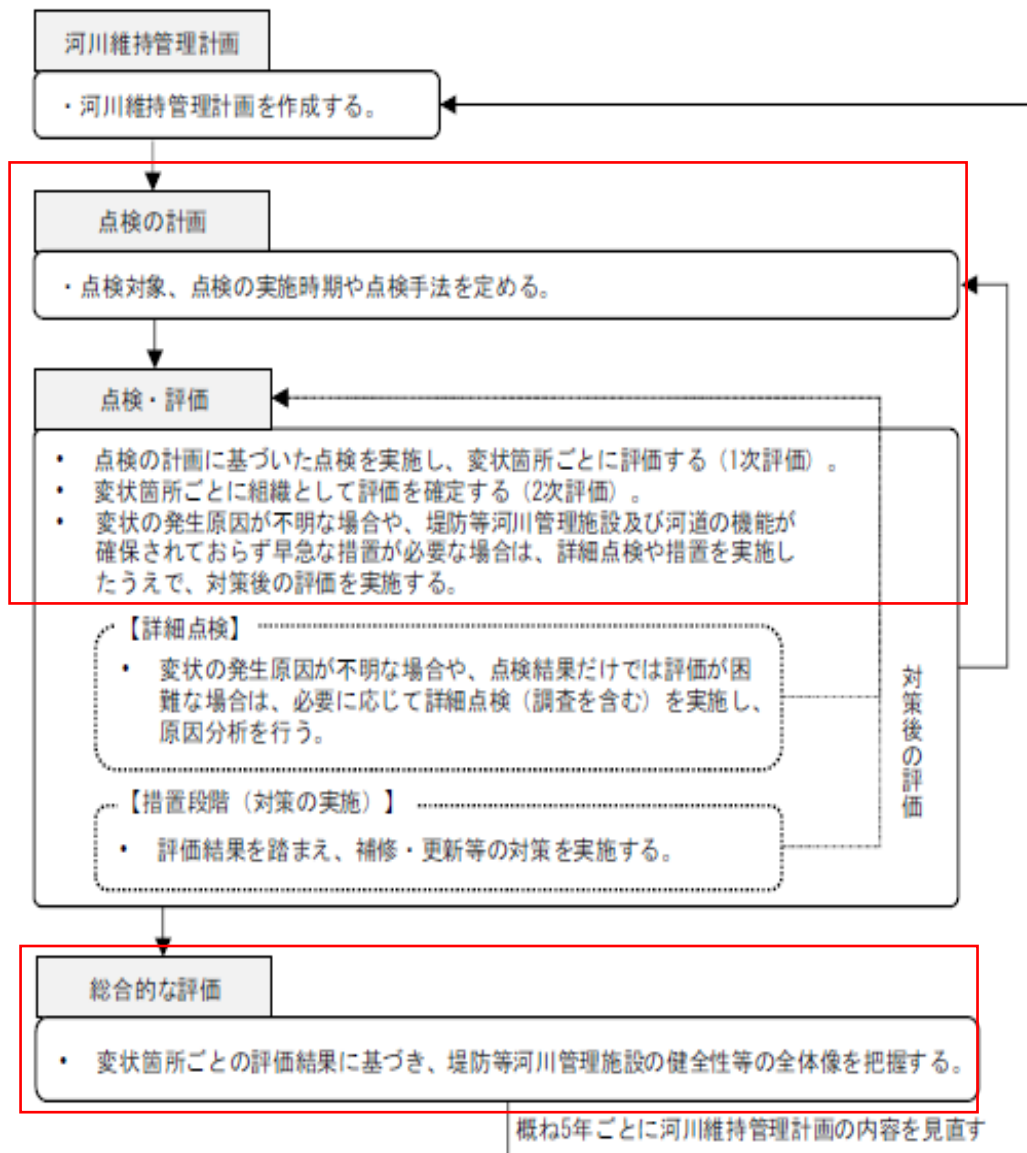 河川維持管理計画
・河川維持管理計画を作成する。
点検の計画
・点検対象、点検の実施時期や点検手法を定める。
点検・評価
• 点検の計画に基づいた点検を実施し、変状箇所ごとに評価する（1次評価）。
• 変状箇所ごとに組織として評価を確定する（2次評価）。
• 変状の発生原因が不明な場合や、堤防等河川管理施設及び河道の機能が
確保されておらず早急な措置が必要な場合は、詳細点検や措置を実施し
たうえで、対策後の評価を実施する。
【詳細点検】
• 変状の発生原因が不明な場合や、点検結果だけでは評価が困
難な場合は、必要に応じて詳細点検（調査を含む）を実施し、
原因分析を行う。
対策後の評価
【措置段階（対策の実施）】
• 評価結果を踏まえ、補修・更新等の対策を実施する。
総合的な評価
• 変状箇所ごとの評価結果に基づき、堤防等河川管理施設の健全性等の全体像を把握する。
概ね5年ごとに河川維持管理計画の内容を見直す